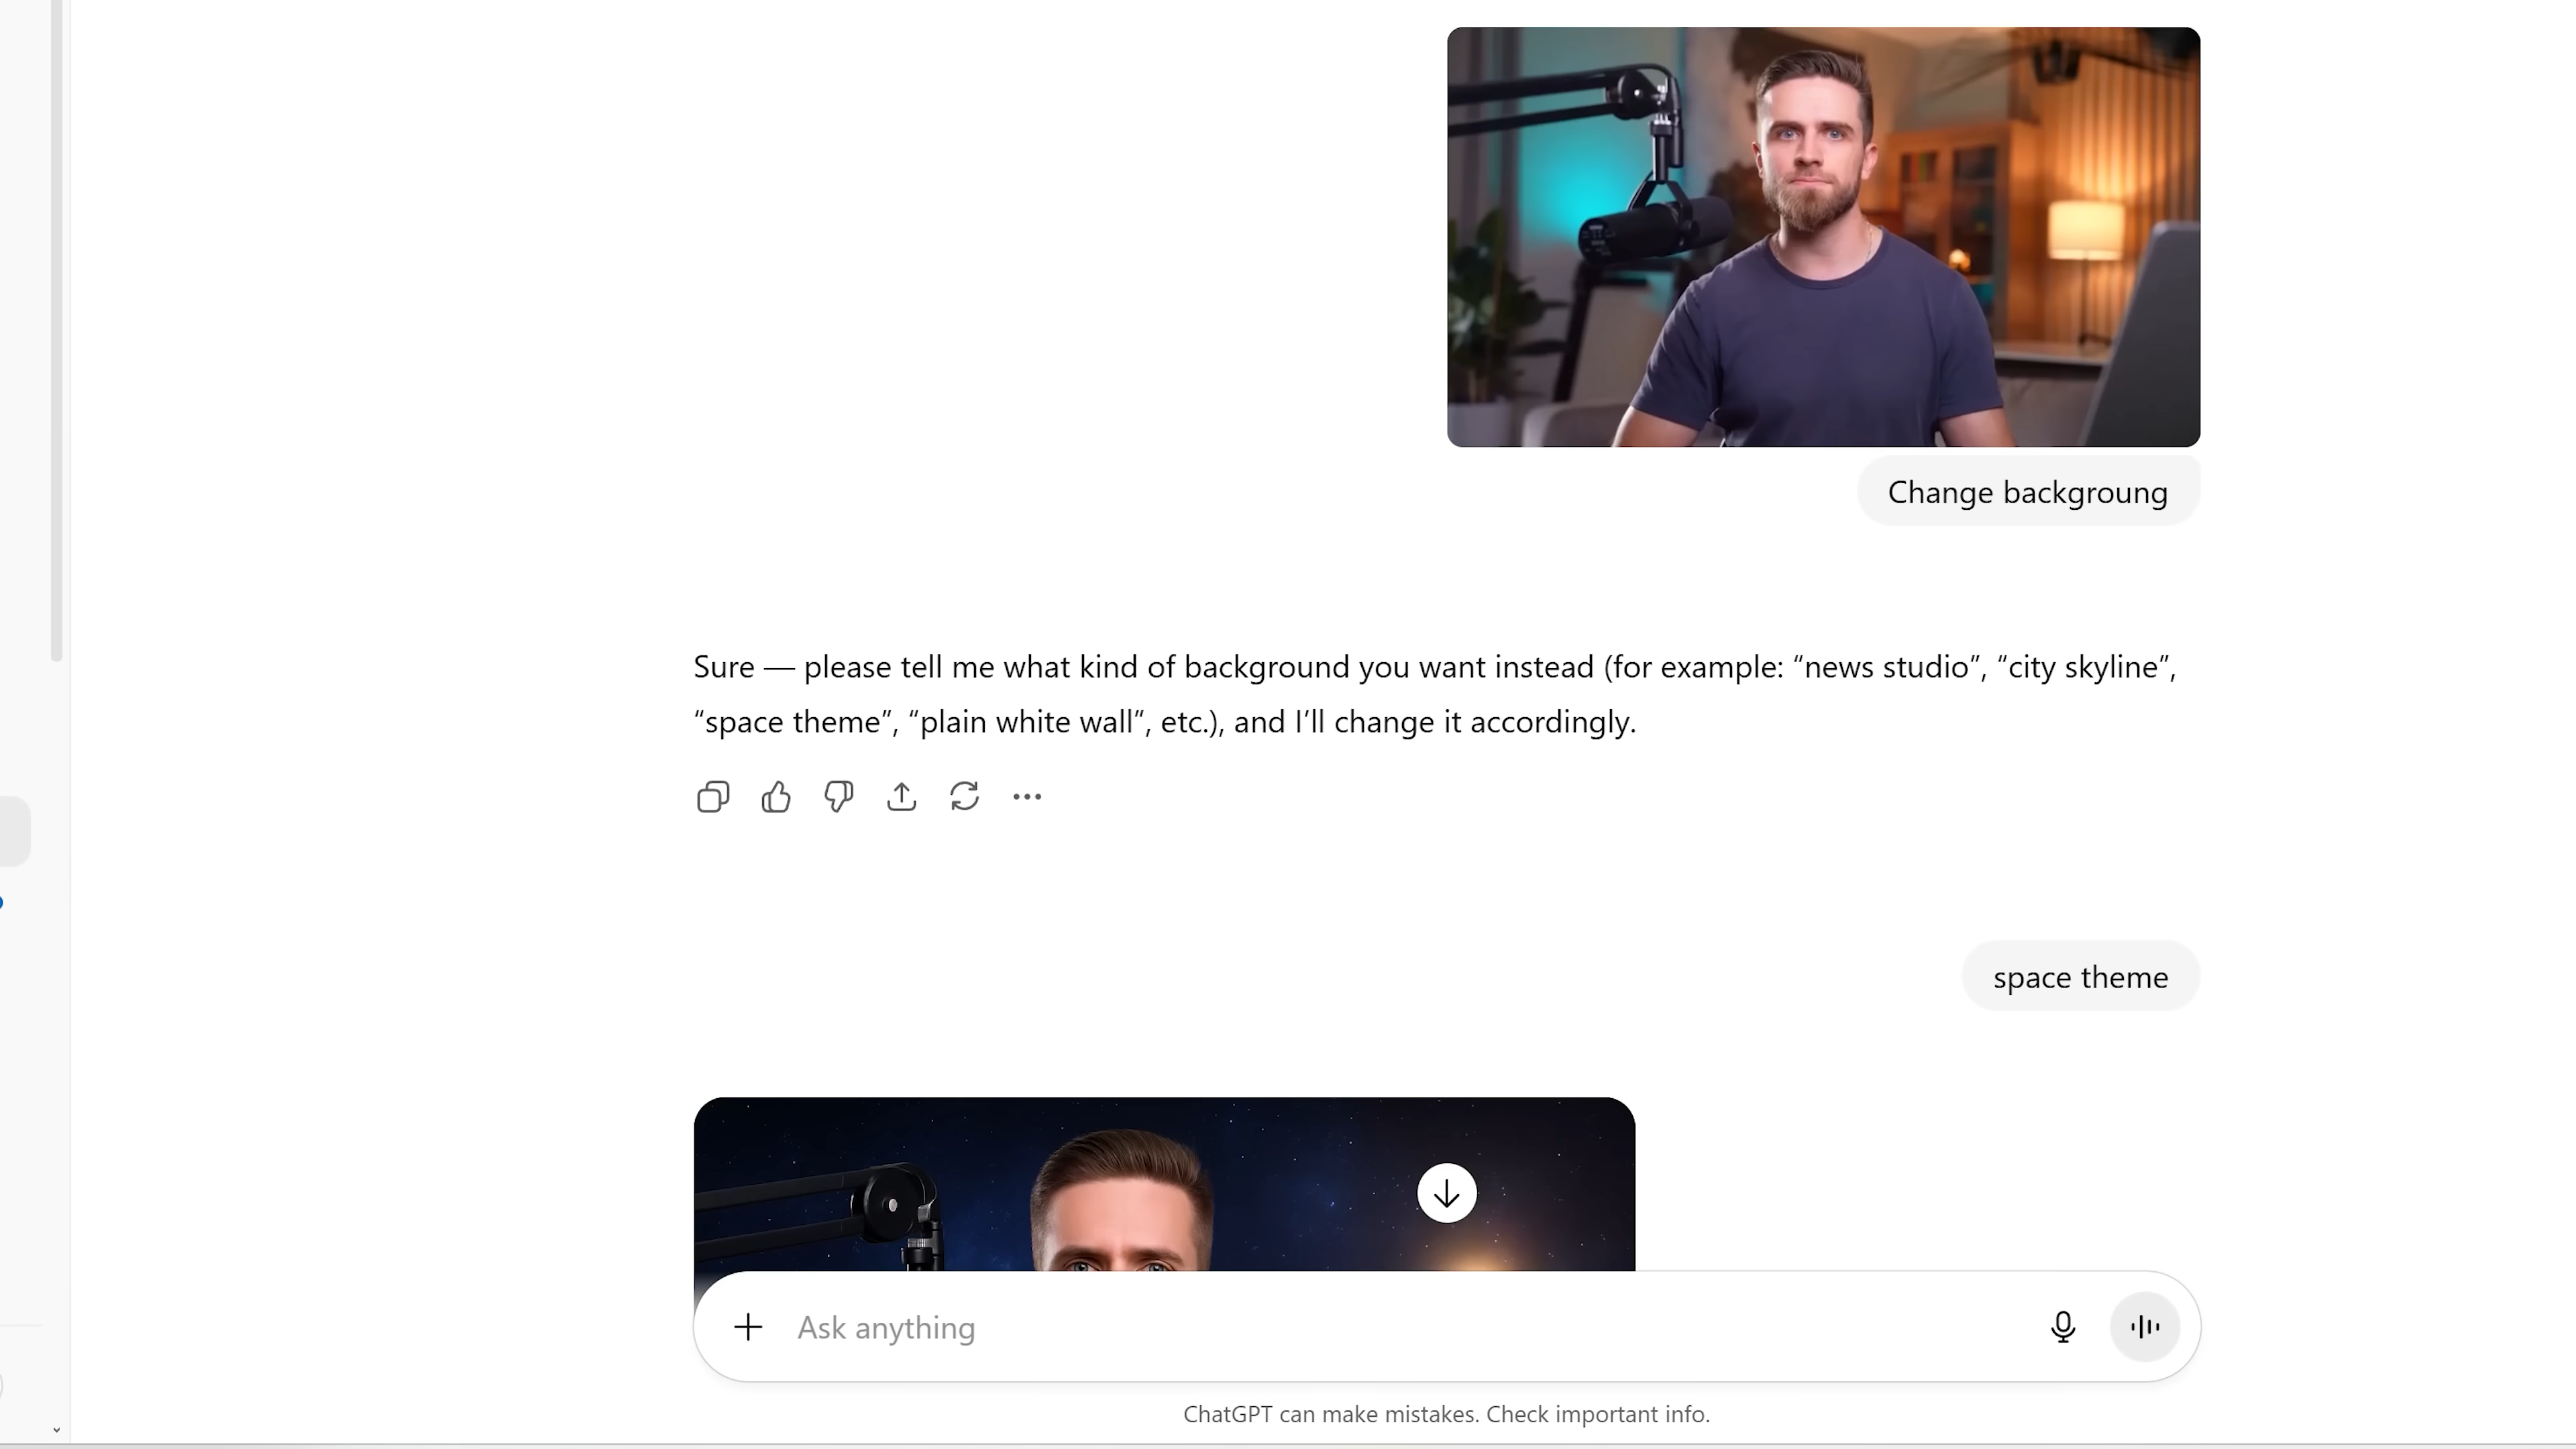 Change backgroung
Sure — please tell me what kind of background you want instead (for example: “news studio”, “city skyline”,
“space theme”, “plain white wall”, etc.), and I’ll change it accordingly.
space theme
Ask anything
ChatGPT can make mistakes. Check important info.